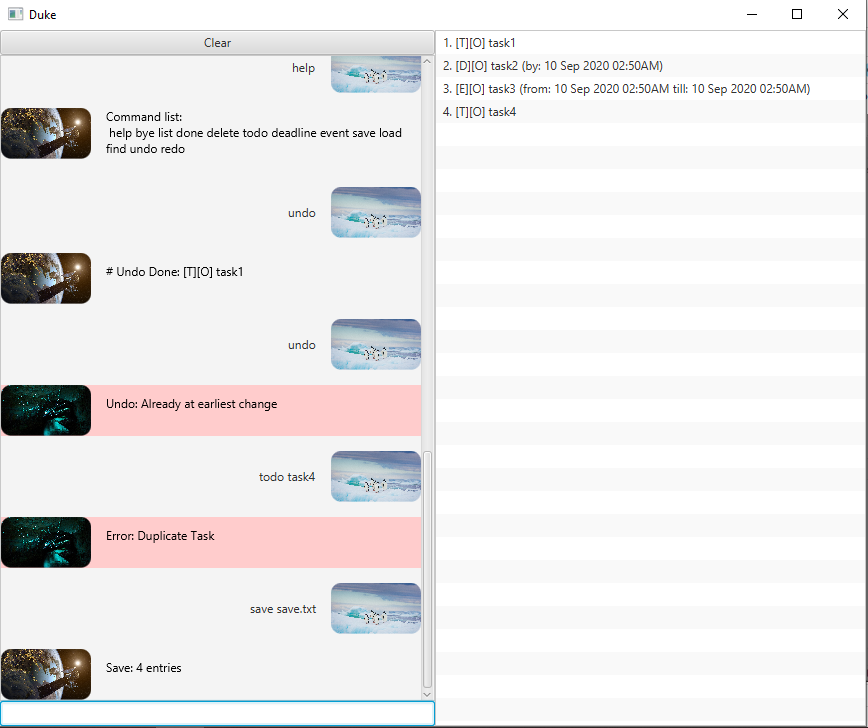 Duke
Clear
help
Command list:
help bye list done delete todo deadline event save load
find undo redo
undo
# Undo Done: [T][O] task1
undo
Undo: Already at earliest change
todo task4
Error: Duplicate Task
save save.txt
Save: 4 entries
1. [T][O] task1
2. [D][O] task2 (by: 10 Sep 2020 02:50AM)
3. [E][O] task3 (from: 10 Sep 2020 02:50AM till: 10 Sep 2020 02:50AM)
4. [T][O] task4